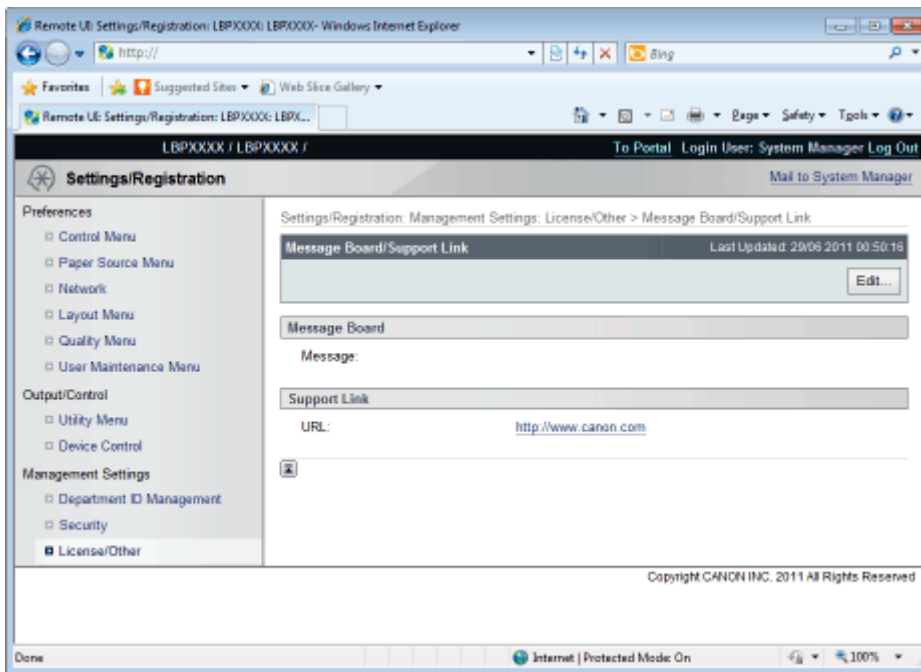 Remote UI: Settings/Registration: LBPXXXX: LBPXXXX- Windows Internet Explorer
http://
Bing
Favorites Suggested Sites Web Slice Gallery
Remote UI: Settings/Registration: LBPXXXX: LBPX...
Page Safety Tools
LBPXXXX / LBPXXXX /
To Portal Login User: System Manager Log Out
Settings/Registration
Mail to System Manager
Preferences
Control Menu
Paper Source Menu
Network
Layout Menu
Quality Menu
User Maintenance Menu
Output/Control
Utility Menu
Device Control
Management Settings
Department ID Management
Security
License/Other
Settings/Registration: Management Settings: License/Other > Message Board/Support Link
Message Board/Support Link Last Updated: 29/06 2011 00:50:16
Edit...
Message Board
Message:
Support Link
URL: http://www.canon.com
Copyright CANON INC. 2011 All Rights Reserved
Done Internet | Protected Mode: On 100%